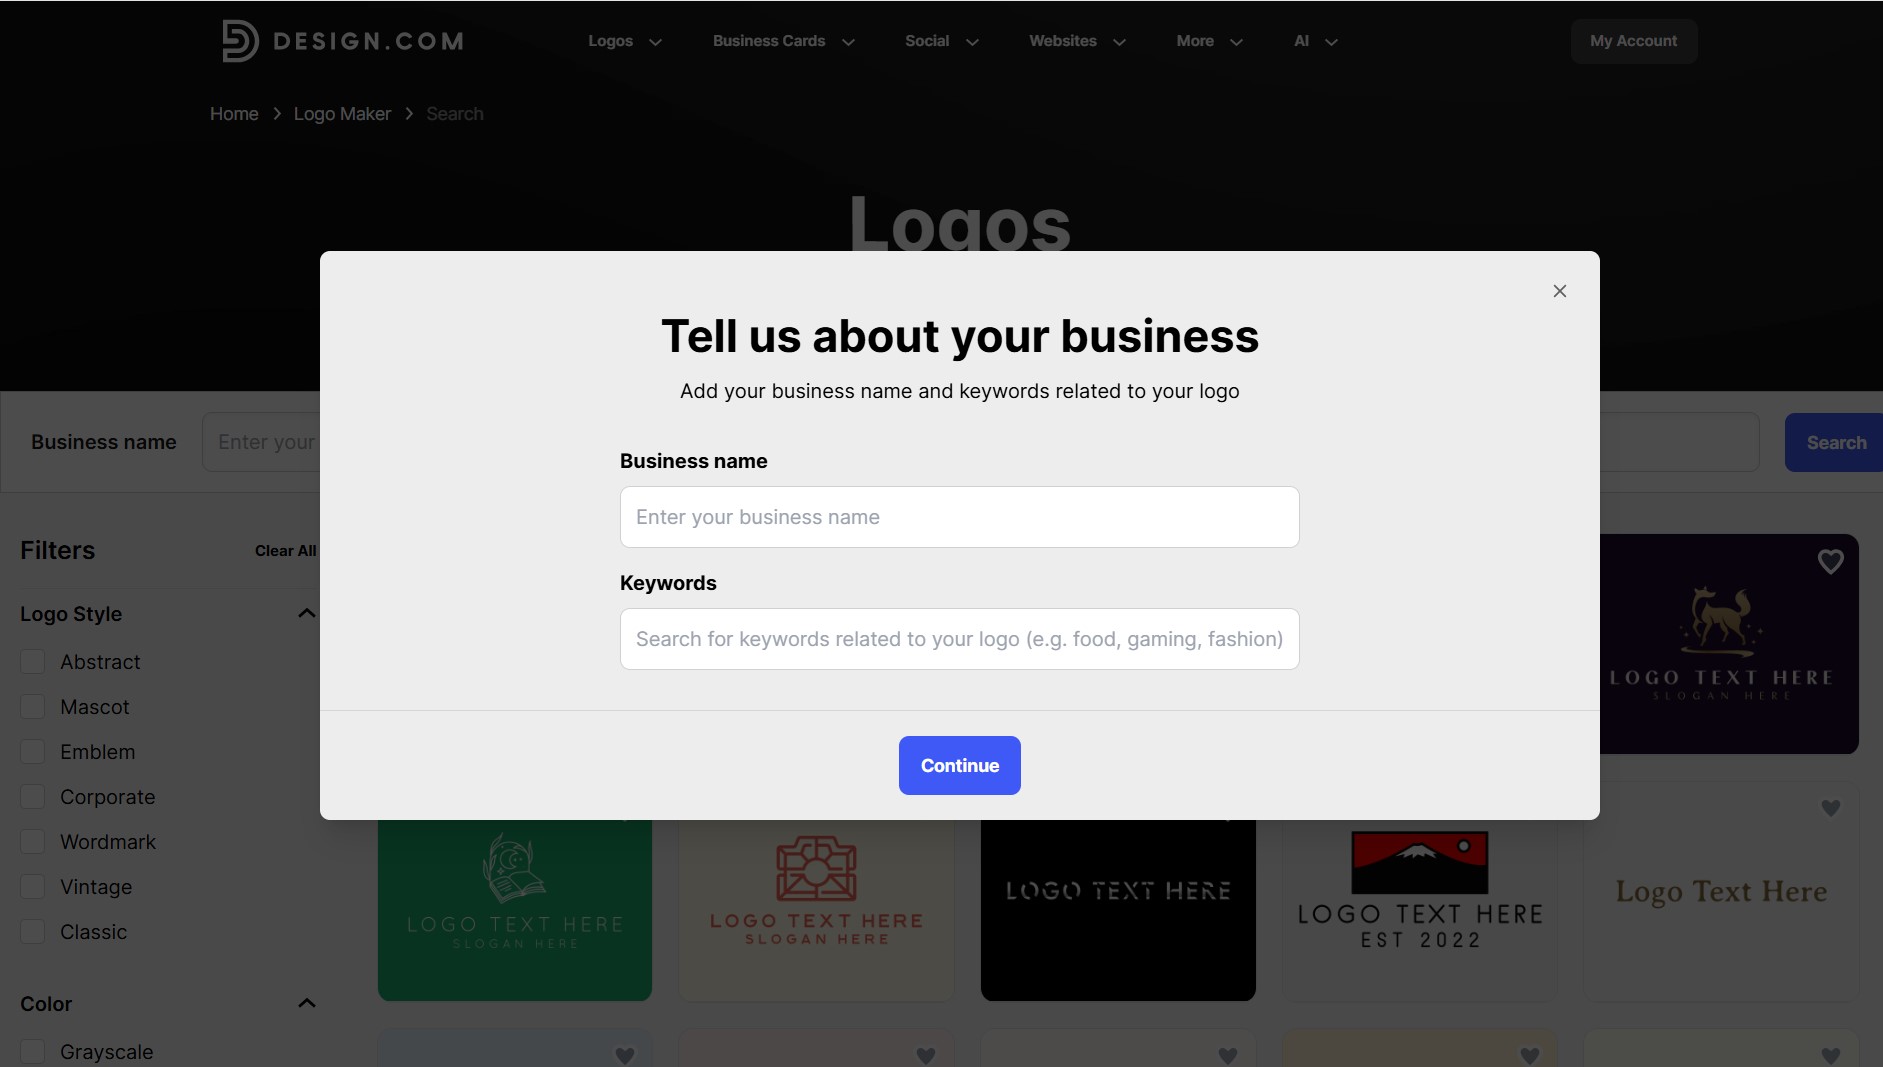 DESIGN.COM
Logos
Business Cards
Social
Websites
More
AI
My Account
Home
Logo Maker
Search
Logos
Tell us about your business
Add your business name and keywords related to your logo
Business name
Enter your business name
Keywords
Search for keywords related to your logo (e.g. food, gaming, fashion)
Continue
Business name
Enter your
Search
Filters
Clear All
Logo Style
Abstract
Mascot
Emblem
Corporate
Wordmark
Vintage
Classic
Color
Grayscale
LOGO TEXT HERE
SLOGAN HERE
LOGO TEXT HERE
SLOGAN HERE
LOGO TEXT HERE
SLOGAN HERE
LOGO TEXT HERE
LOGO TEXT HERE
EST 2022
Logo Text Here